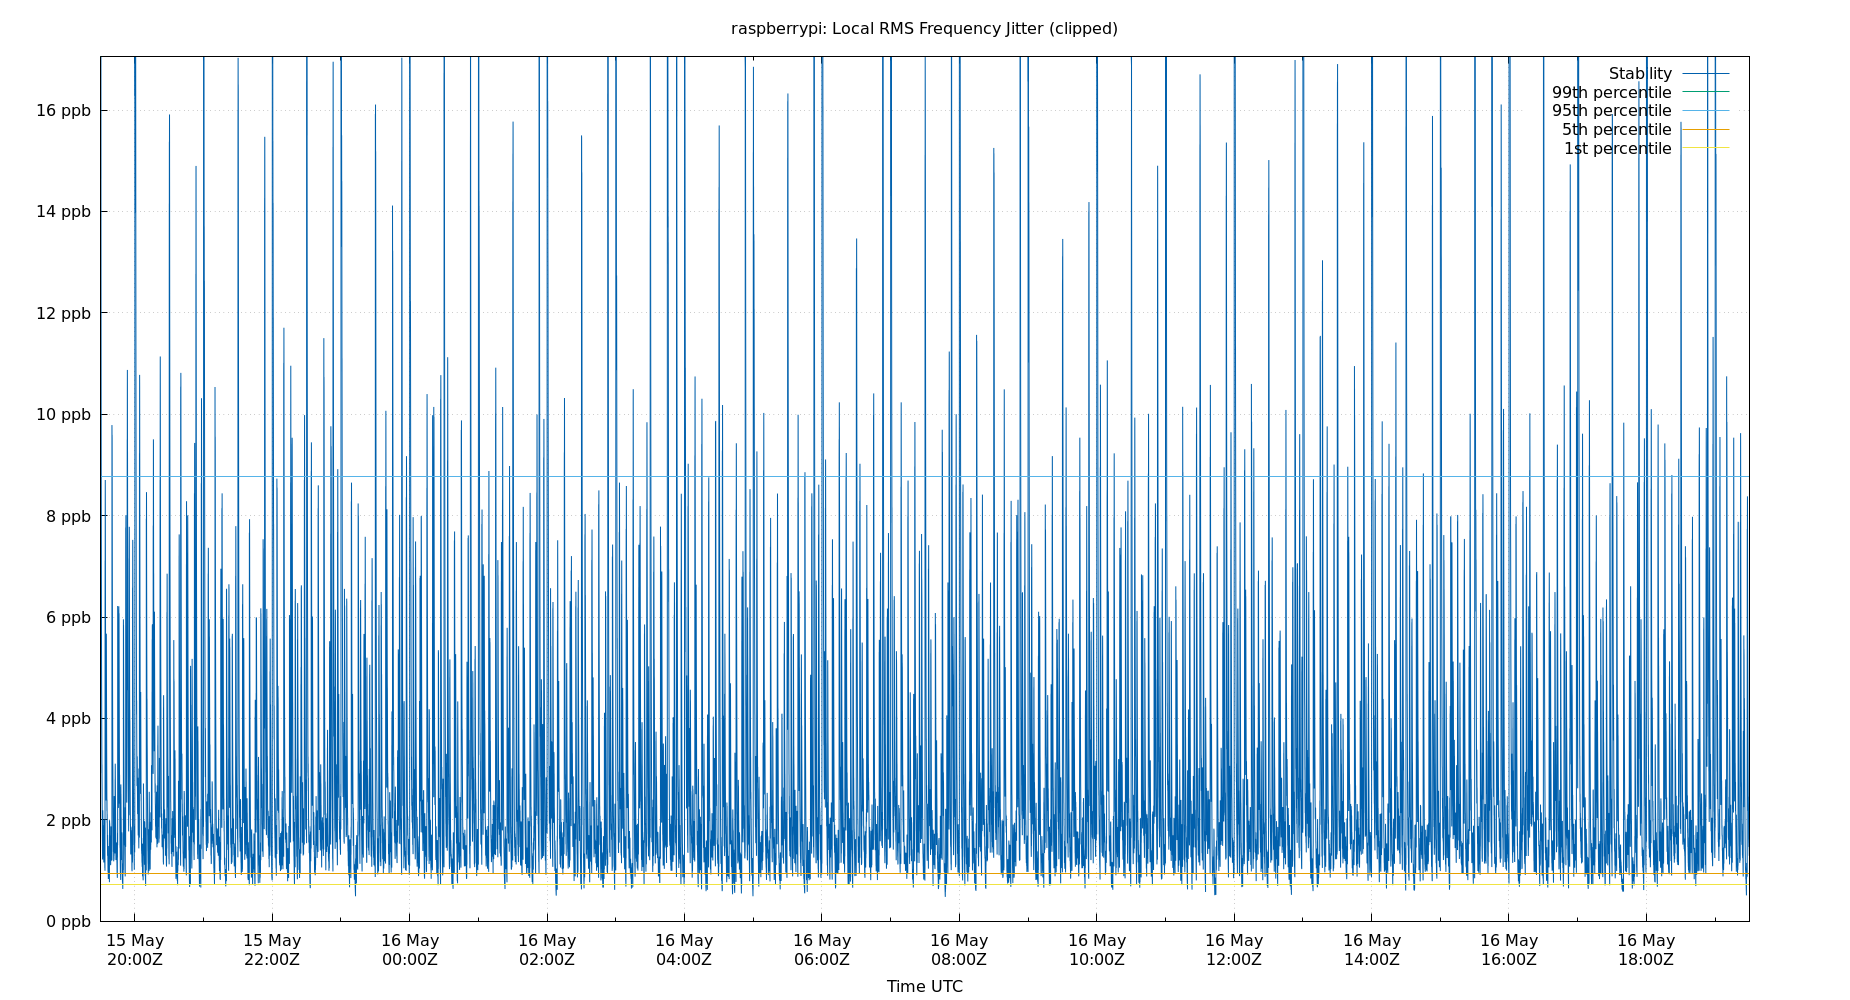 raspberrypi: Local RMS Frequency Jitter (clipped)
Stability
99th percentile
95th percentile
5th percentile
1st percentile
16 ppb
14 ppb
12 ppb
10 ppb
8 ppb
6 ppb
4 ppb
2 ppb
0 ppb
15 May 15 May 16 May 16 May 16 May 16 May 16 May 16 May 16 May 16 May 16 May 16 May
20:00Z 22:00Z 00:00Z 02:00Z 04:00Z 06:00Z 08:00Z 10:00Z 12:00Z 14:00Z 16:00Z 18:00Z
Time UTC